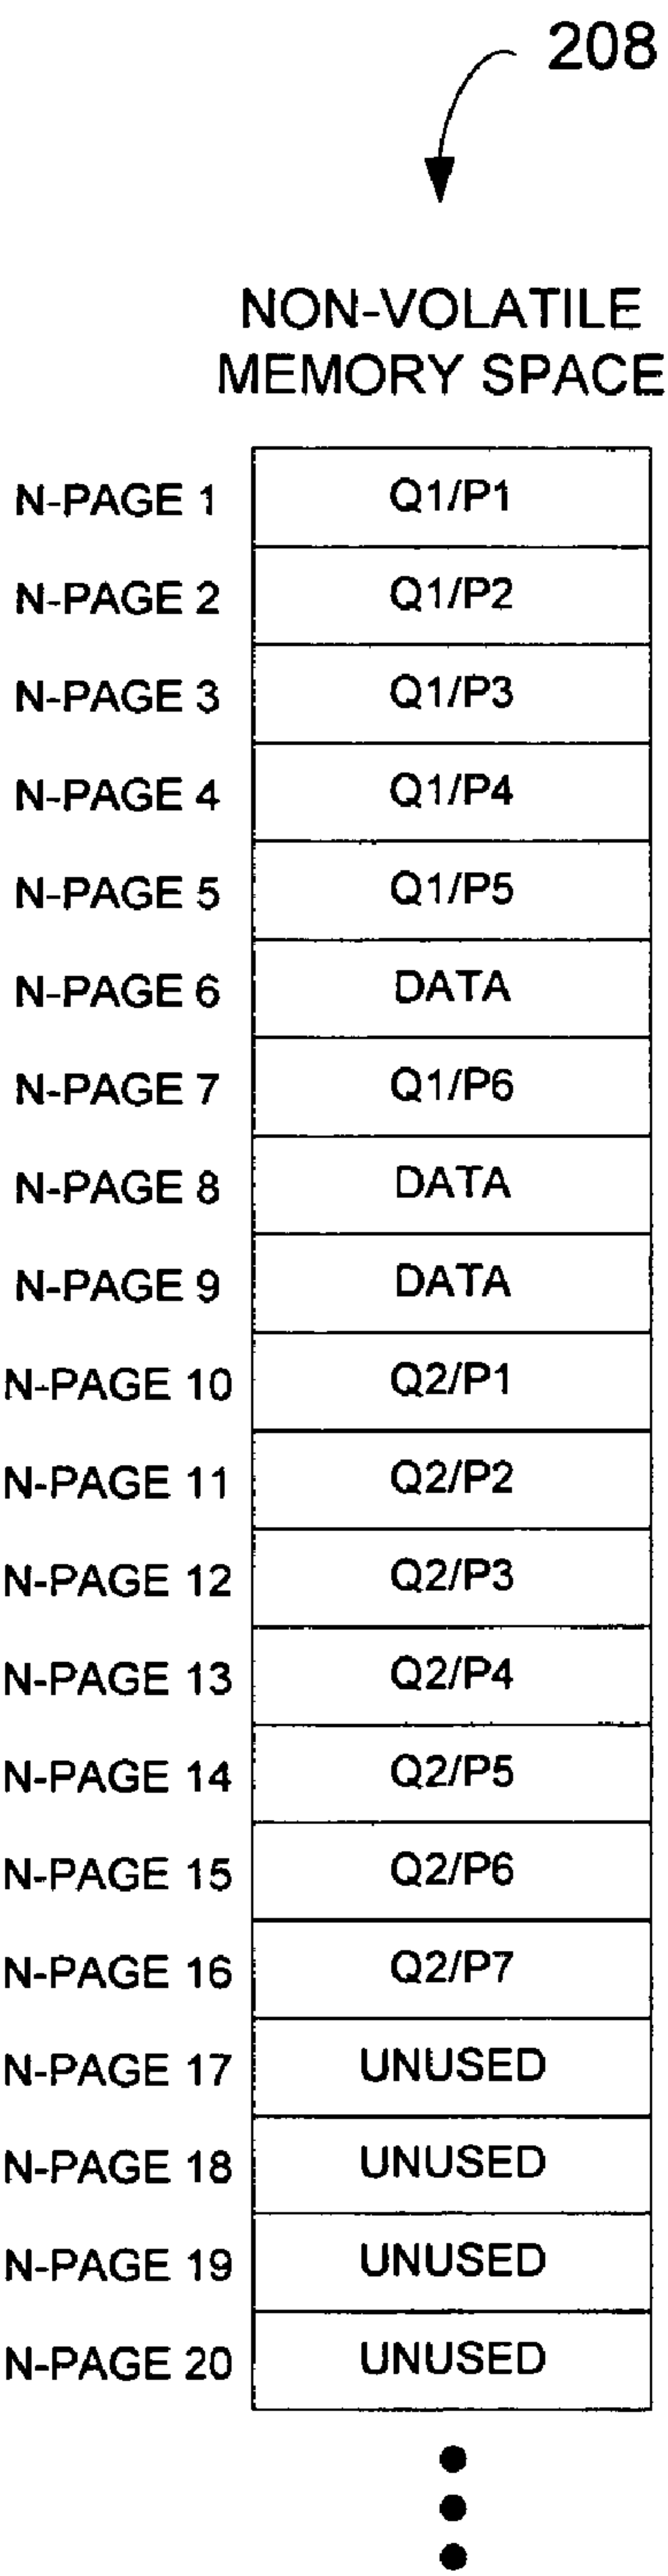 208
NON-VOLATILE
MEMORY SPACE
N-PAGE 1 Q1/P1
N-PAGE 2 Q1/P2
N-PAGE 3 Q1/P3
N-PAGE 4 Q1/P4
N-PAGE 5 Q1/P5
N-PAGE 6 DATA
N-PAGE 7 Q1/P6
N-PAGE 8 DATA
N-PAGE 9 DATA
N-PAGE 10 Q2/P1
N-PAGE 11 Q2/P2
N-PAGE 12 Q2/P3
N-PAGE 13 Q2/P4
N-PAGE 14 Q2/P5
N-PAGE 15 Q2/P6
N-PAGE 16 Q2/P7
N-PAGE 17 UNUSED
N-PAGE 18 UNUSED
N-PAGE 19 UNUSED
N-PAGE 20 UNUSED